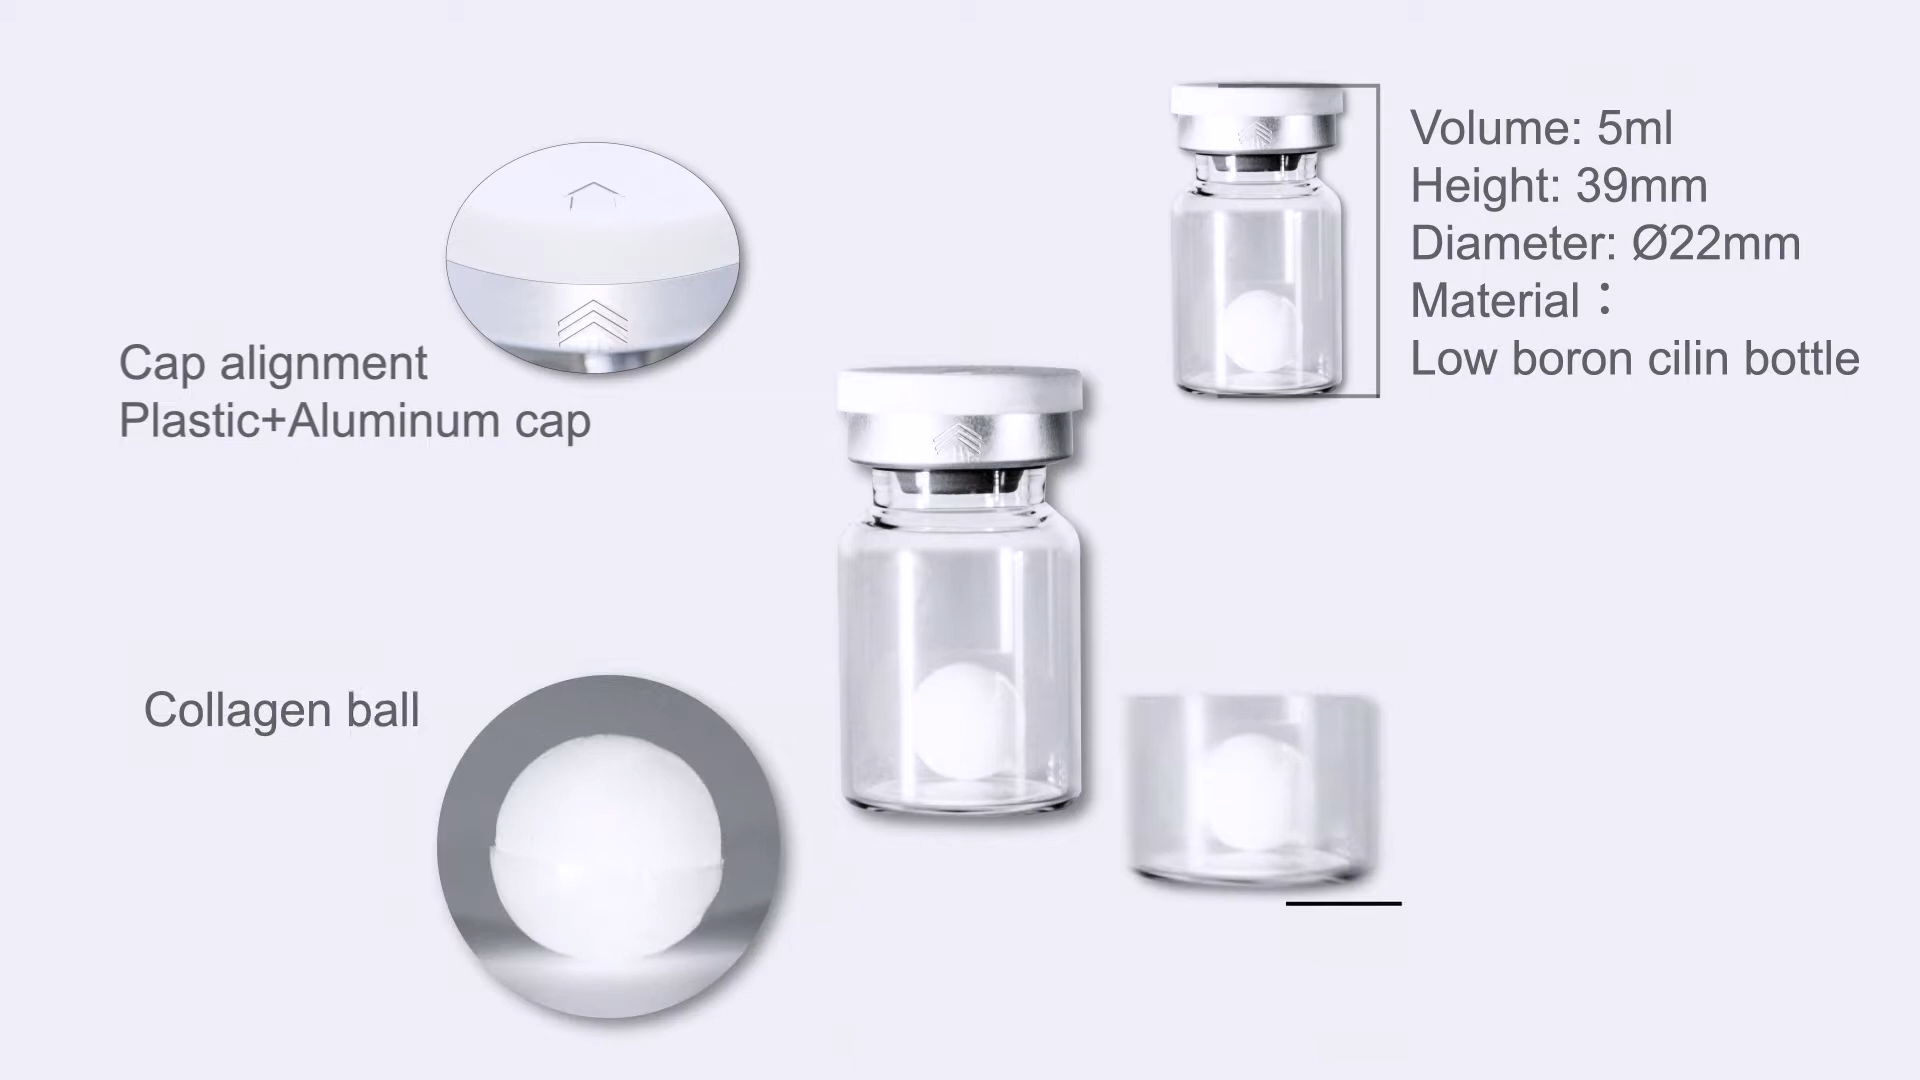 Volume: 5ml
Height: 39mm
Diameter: Ø22mm
Material：
Low boron cilin bottle
Cap alignment
Plastic+Aluminum cap
Collagen ball